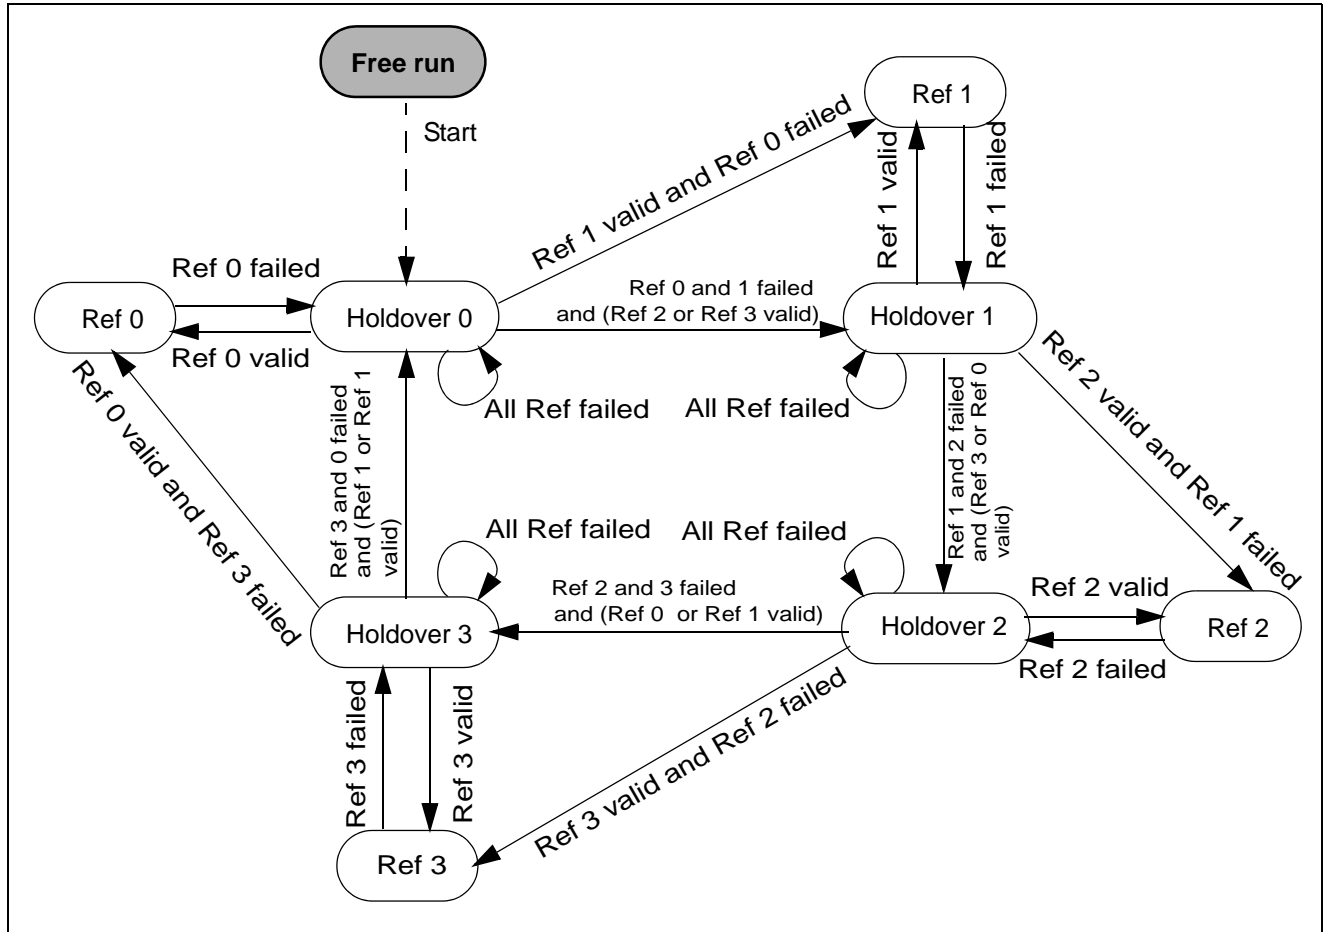 Free run
Start
Ref 1
Ref 1 valid and Ref 0 failed
Ref 1 valid
Ref 1 failed
Ref 0 failed
Ref 0
Ref 0 valid
Holdover 0
Ref 0 and 1 failed
and (Ref 2 or Ref 3 valid)
Holdover 1
All Ref failed
All Ref failed
Ref 0 valid and Ref 3 failed
Ref 3 and 0 failed
and (Ref 1 or Ref 1
valid)
Ref 1 and 2 failed
and (Ref 3 or Ref 0
valid)
Ref 2 valid and Ref 1 failed
All Ref failed
All Ref failed
Ref 2 and 3 failed
and (Ref 0 or Ref 1 valid)
Holdover 3
Holdover 2
Ref 2 valid
Ref 2
Ref 2 failed
Ref 3 failed
Ref 3 valid
Ref 3 valid and Ref 2 failed
Ref 3